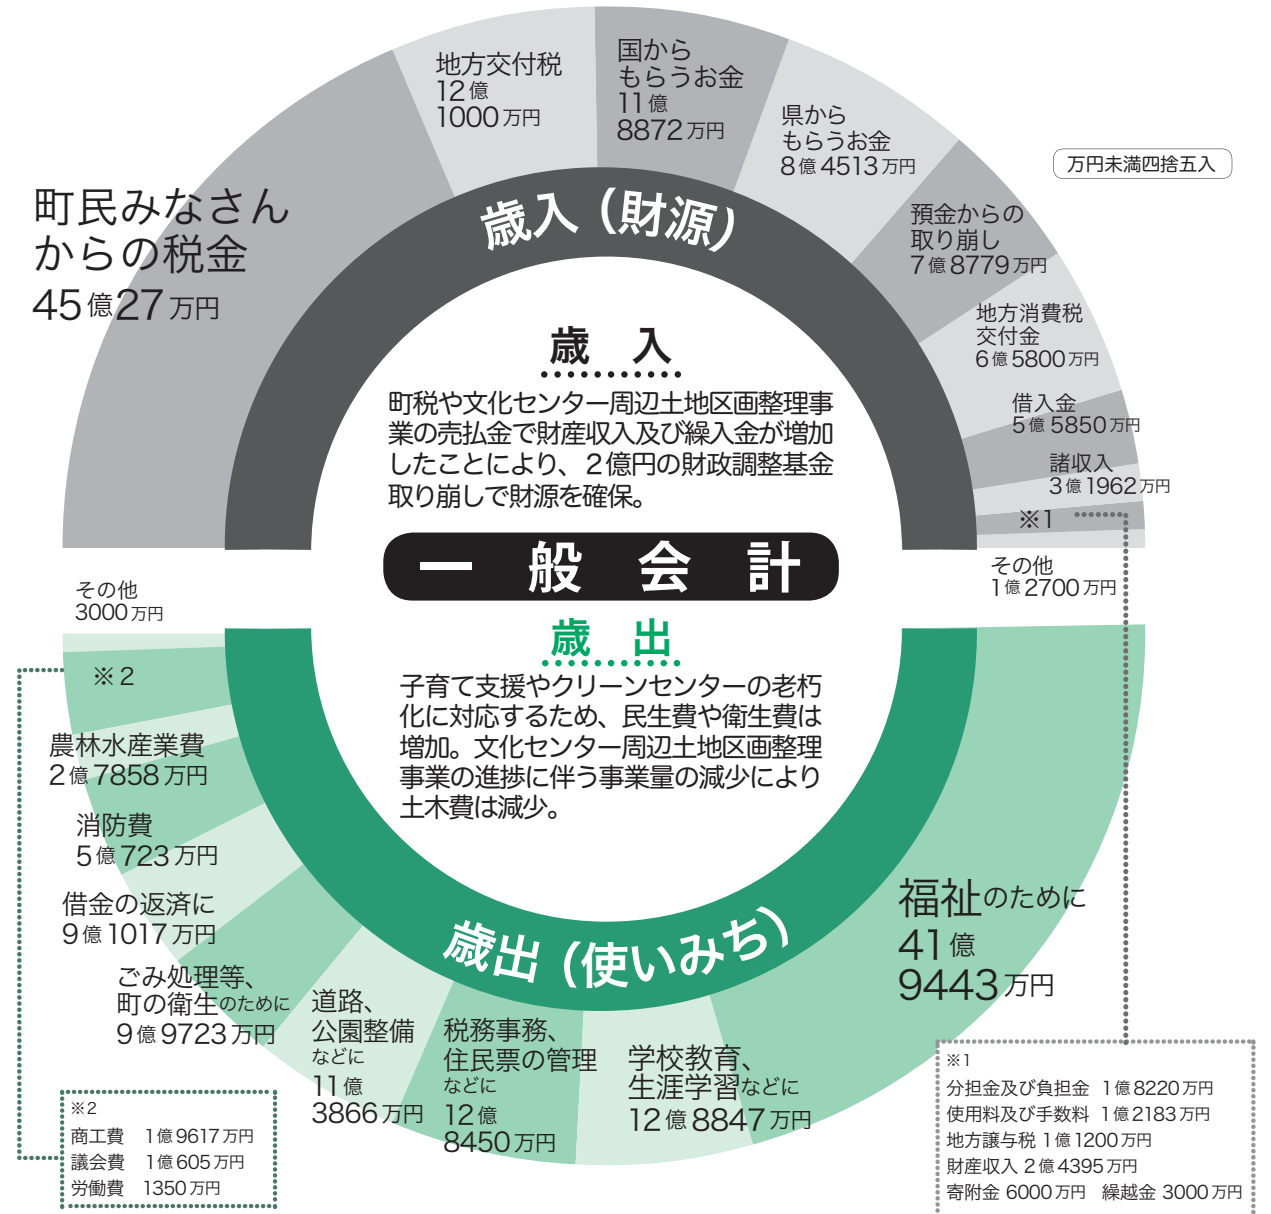 地方交付税
12億
1000万円
国から
もらうお金
11億
8872万円
県から
もらうお金
8億4513万円
万円未満四捨五入
町民みなさん
からの税金
45億27万円
預金からの
取り崩し
7億8779万円
地方消費税
交付金
6億5800万円
借入金
5億5850万円
諸収入
3億1962万円
※1
その他
1億2700万円
歳入（財源）
歳 入
町税や文化センター周辺土地区画整理事
業の売払金で財産収入及び繰入金が増加
したことにより、2億円の財政調整基金
取り崩しで財源を確保。
一 般 会 計
歳 出
子育て支援やクリーンセンターの老朽
化に対応するため、民生費や衛生費は
増加。文化センター周辺土地区画整理
事業の進捗に伴う事業量の減少により
土木費は減少。
歳出（使いみち）
その他
3000万円
※2
農林水産業費
2億7858万円
消防費
5億723万円
借金の返済に
9億1017万円
ごみ処理等、
町の衛生のために
9億9723万円
道路、
公園整備
などに
11億
3866万円
税務事務、
住民票の管理
などに
12億
8450万円
学校教育、
生涯学習などに
12億8847万円
福祉のために
41億
9443万円
※2
商工費 1億9617万円
議会費 1億605万円
労働費 1350万円
※1
分担金及び負担金 1億8220万円
使用料及び手数料 1億2183万円
地方譲与税 1億1200万円
財産収入 2億4395万円
寄附金 6000万円 繰越金 3000万円